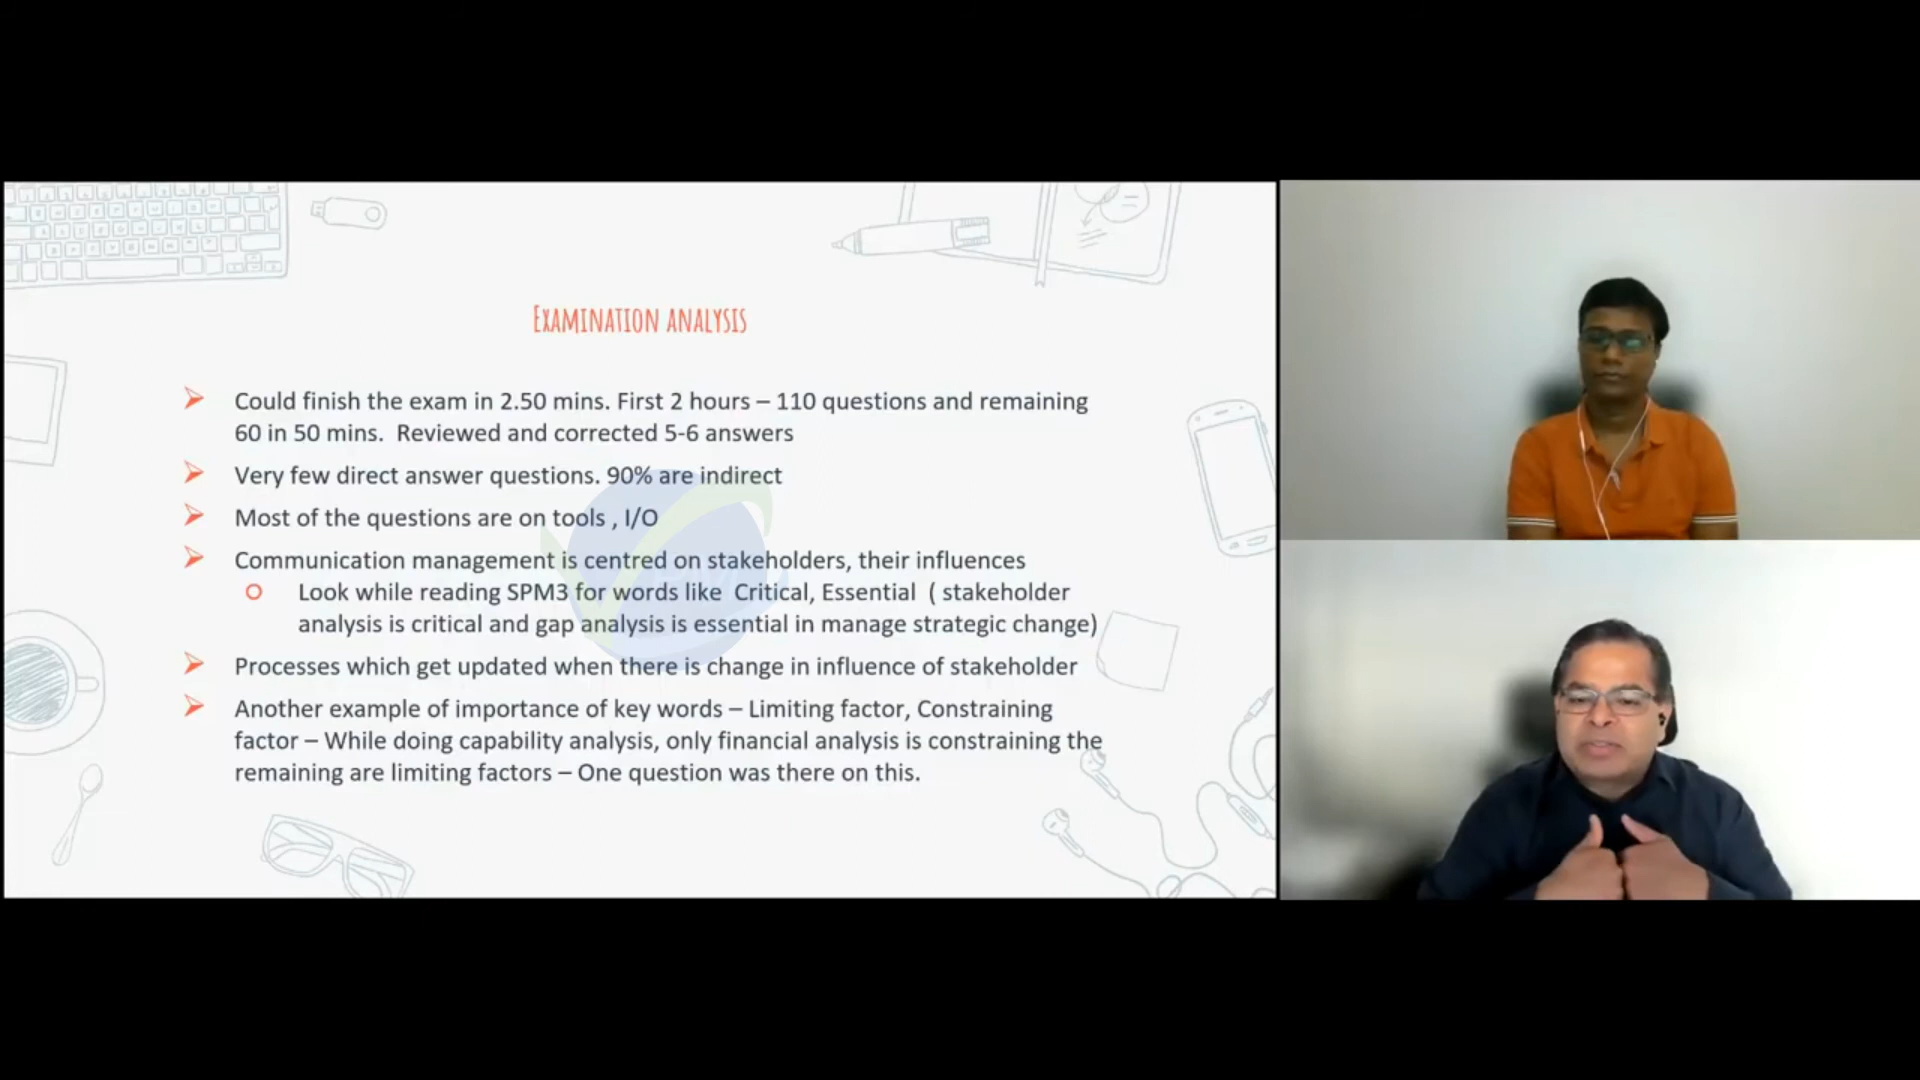 Examination analysis
Could finish the exam in 2.50 mins. First 2 hours – 110 questions and remaining
60 in 50 mins. Reviewed and corrected 5-6 answers
Very few direct answer questions. 90% are indirect
Most of the questions are on tools , I/O
Communication management is centred on stakeholders, their influences
Look while reading SPM3 for words like Critical, Essential ( stakeholder
analysis is critical and gap analysis is essential in manage strategic change)
Processes which get updated when there is change in influence of stakeholder
Another example of importance of key words – Limiting factor, Constraining
factor – While doing capability analysis, only financial analysis is constraining the
remaining are limiting factors – One question was there on this.